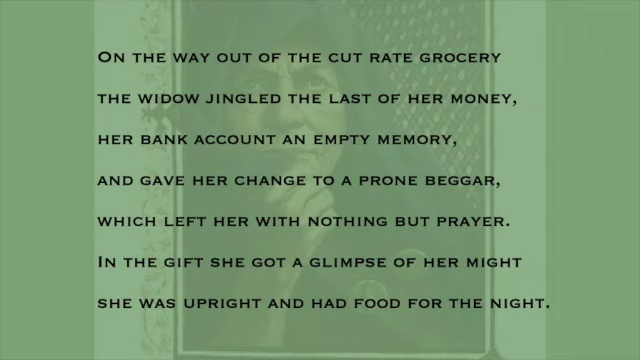 On the way out of the cut rate grocery
the widow jingled the last of her money,
her bank account an empty memory,
and gave her change to a prone beggar,
which left her with nothing but prayer.
In the gift she got a glimpse of her might
she was upright and had food for the night.